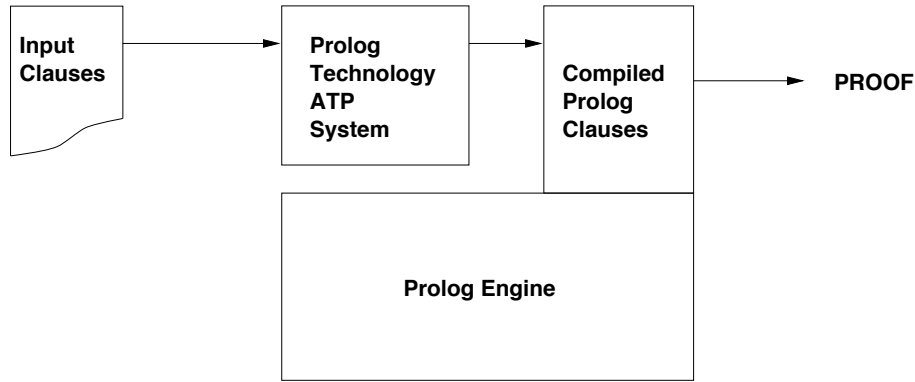 Input
Clauses
Prolog
Technology
ATP
System
Compiled
Prolog
Clauses
PROOF
Prolog Engine